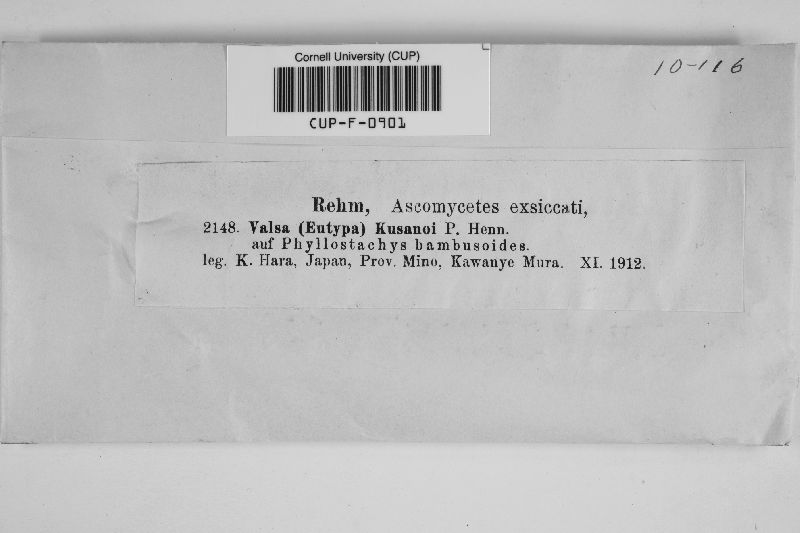 Cornell University (CUP)
CUP-F-0901
10-116
Rehm, Ascomycetes exsiccati,
2148. Valsa (Eutypa) Kusanoi P. Henn.
auf Phyllostachys bambusoides.
leg. K. Hara, Japan, Prov. Mino, Kawanye Mura. XI. 1912.